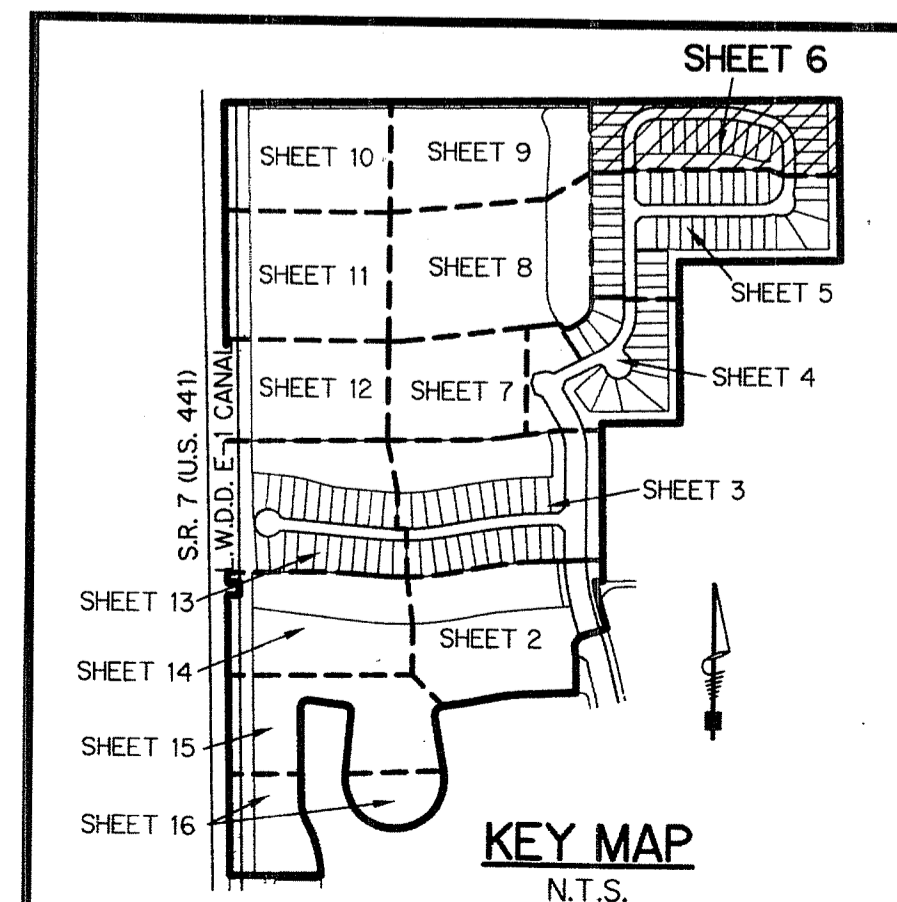 SHEET 6
SHEET 10
SHEET 9
SHEET 11
SHEET 8
SHEET 5
SHEET 12
SHEET 7
SHEET 4
S.R. 7 (U.S. 441)
L.W.D.D. E-1 CANAL
SHEET 3
SHEET 13
SHEET 2
SHEET 14
SHEET 15
SHEET 16
KEY MAP
N.T.S.